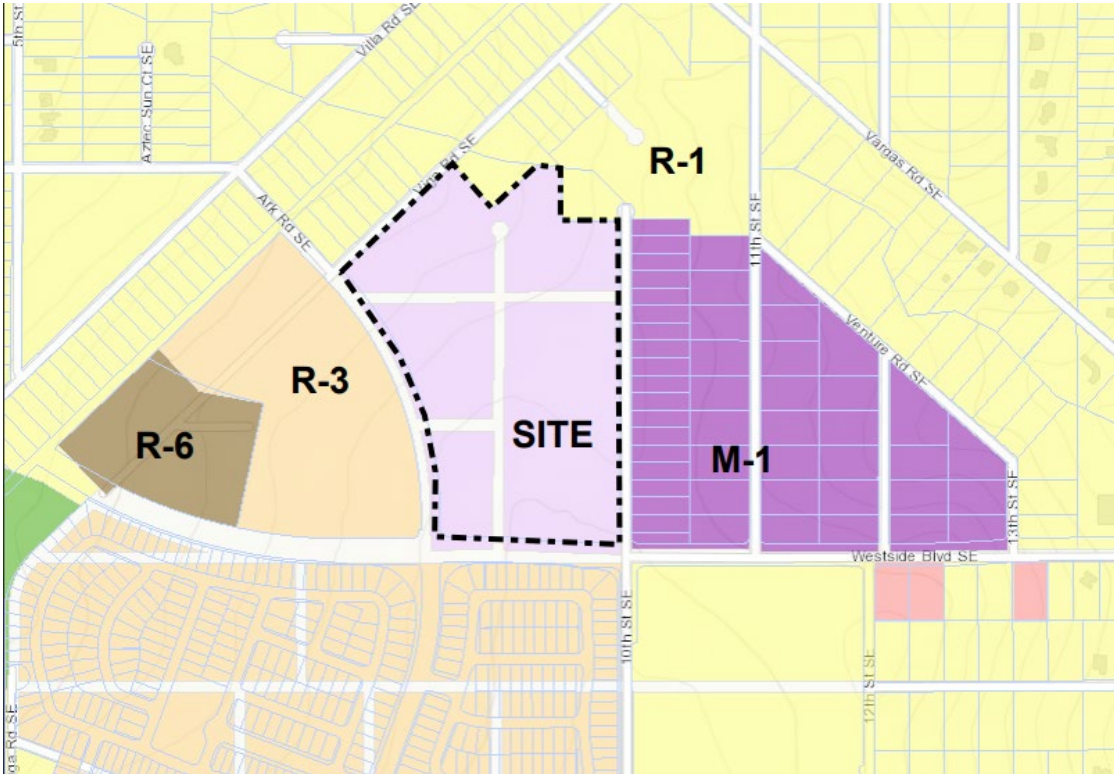 5th St
Villa Rd SE
Aztec Sun Ct SE
Ark Rd SE
Rd SE
R-1
Vargas Rd SE
11th St SE
Venture Rd SE
R-3
R-6
SITE
M-1
13th St SE
Westside Blvd SE
10th St SE
12th St SE
ga Rd SE